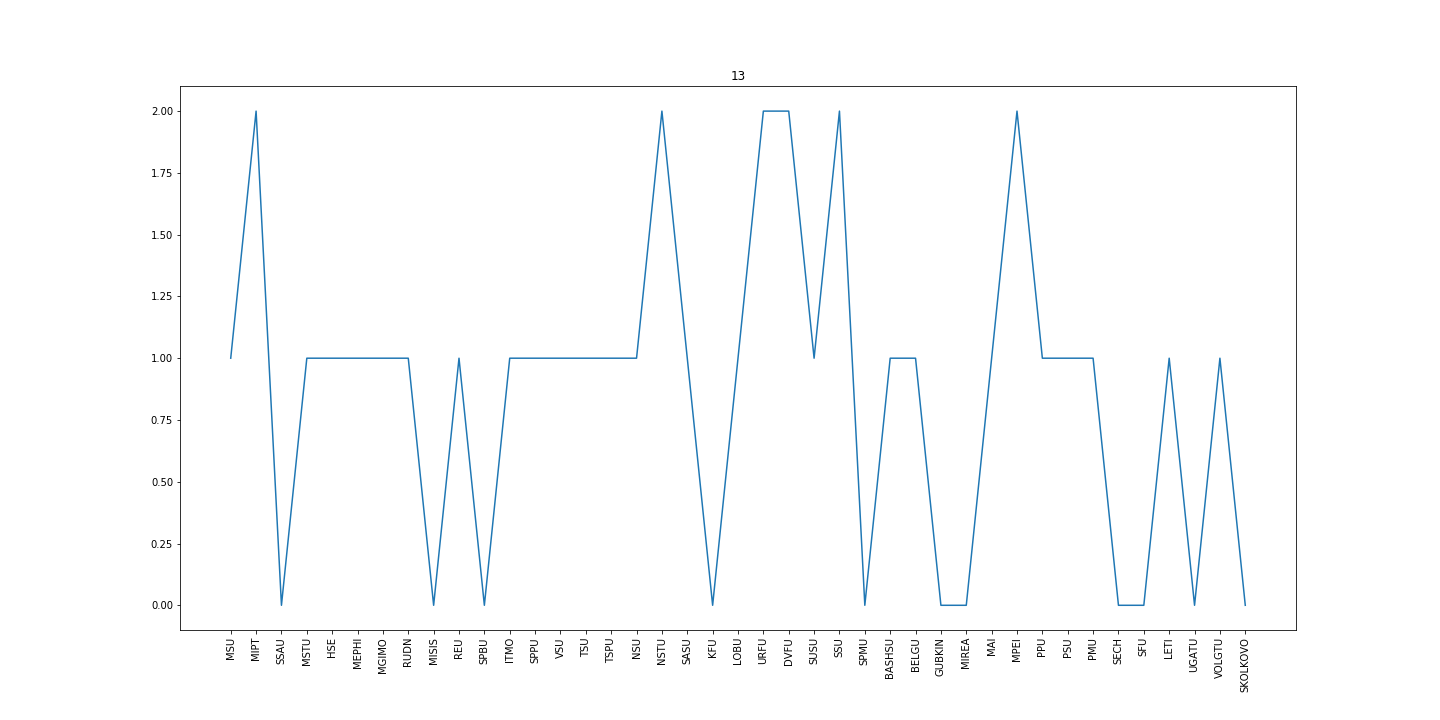 13
2.00
1.75
1.50
1.25
1.00
0.75
0.50
0.25
0.00
MSU
MIPT
SSAU
MSTU
HSE
MEPHI
MGIMO
RUDN
MISIS
REU
SPBU
ITMO
SPPU
VSU
TSU
TSPU
NSU
NSTU
SASU
KFU
LOBU
URFU
DVFU
SUSU
SSU
SPMU
BASHSU
BELGU
GUBKIN
MIREA
MAI
MPEI
PPU
PSU
PMU
SECH
SFU
LETI
UGATU
VOLGTU
SKOLKOVO